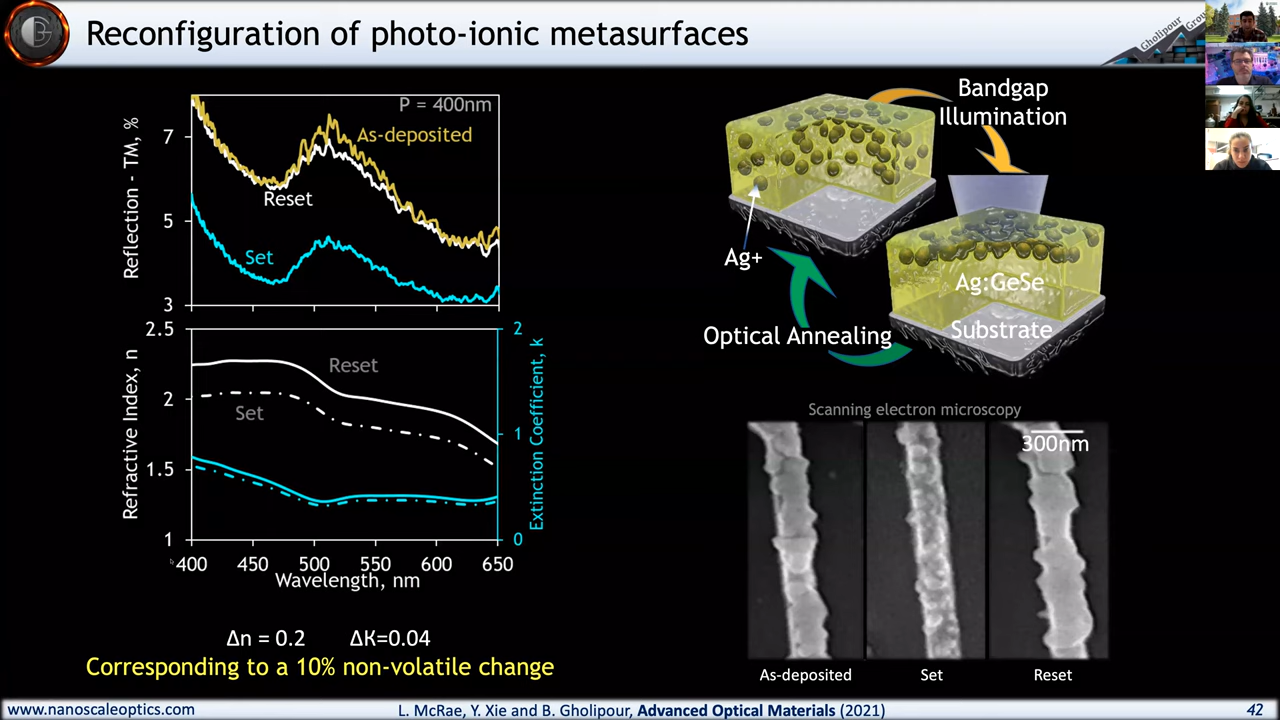 Reconfiguration of photo-ionic metasurfaces
Gholipour
P = 400nm
As-deposited
Reset
Set
Reflection - TM, %
7
5
3
Reset
Set
Refractive Index, n
2.5
2
1.5
1
Extinction Coefficient, k
2
1
0
400 450 500 550 600 650
Wavelength, nm
Δn = 0.2 ΔK=0.04
Corresponding to a 10% non-volatile change
Bandgap
Illumination
Ag+
Ag:GeSe
Substrate
Optical Annealing
Scanning electron microscopy
300nm
As-deposited
Set
Reset
www.nanoscaleoptics.com
L. McRae, Y. Xie and B. Gholipour, Advanced Optical Materials (2021)
42